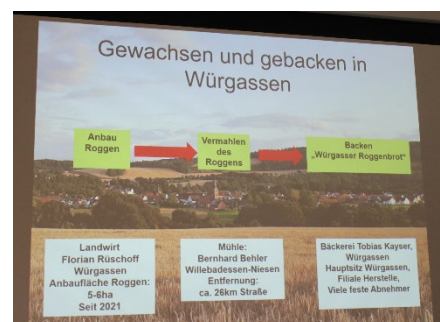 Gewachsen und gebacken in
Würgassen
Anbau
Roggen
Vermahlen
des
Roggens
Backen
„Würgasser Roggenbrot“
Landwirt
Florian Rüschoff
Würgassen
Anbaufläche Roggen:
5-6ha
Seit 2021
Mühle:
Bernhard Behler
Willebadessen-Niesen
Entfernung:
ca. 26km Straße
Bäckerei Tobias Kayser,
Würgassen
Hauptsitz Würgassen,
Filiale Herstelle,
Viele feste Abnehmer